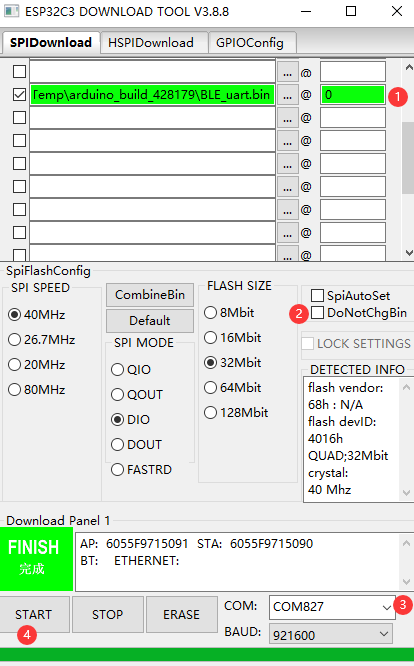 ESP32C3 DOWNLOAD TOOL V3.8.8
SPIDownload HSPIDownload GPIOConfig
... @
Temp\arduino_build_428179\BLE_uart.bin ... @ 0 1
... @
... @
... @
... @
... @
... @
... @
SpiFlashConfig
SPI SPEED
40MHz
26.7MHz
20MHz
80MHz
CombineBin
Default
SPI MODE
QIO
QOUT
DIO
DOUT
FASTRD
FLASH SIZE
8Mbit
16Mbit
32Mbit
64Mbit
128Mbit
SpiAutoSet
2 DoNotChgBin
LOCK SETTINGS
DETECTED INFO
flash vendor:
68h : N/A
flash devID:
4016h
QUAD;32Mbit
crystal:
40 Mhz
Download Panel 1
FINISH
完成
AP: 6055F9715091 STA: 6055F9715090
BT: ETHERNET:
START STOP ERASE
4
COM: COM827 3
BAUD: 921600